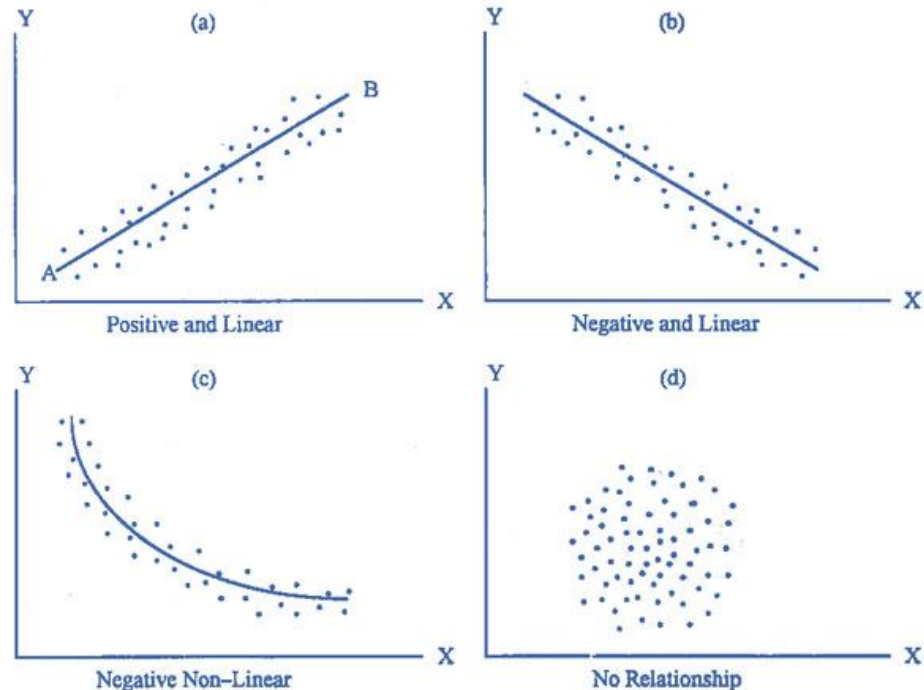 Y
(a)
B
A
X
Positive and Linear
Y
(b)
X
Negative and Linear
Y
(c)
X
Negative Non–Linear
Y
(d)
X
No Relationship